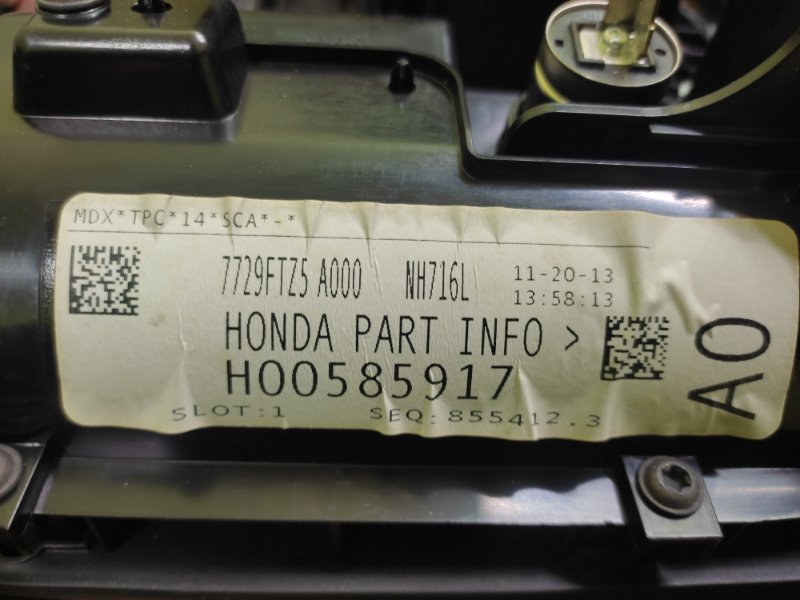 MDX*TPC*14*SCA*-*
7729FTZ5 A000 NH716L 11-20-13
13:58:13
HONDA PART INFO >
H00585917
SLOT:1 SEQ:855412.3
A0